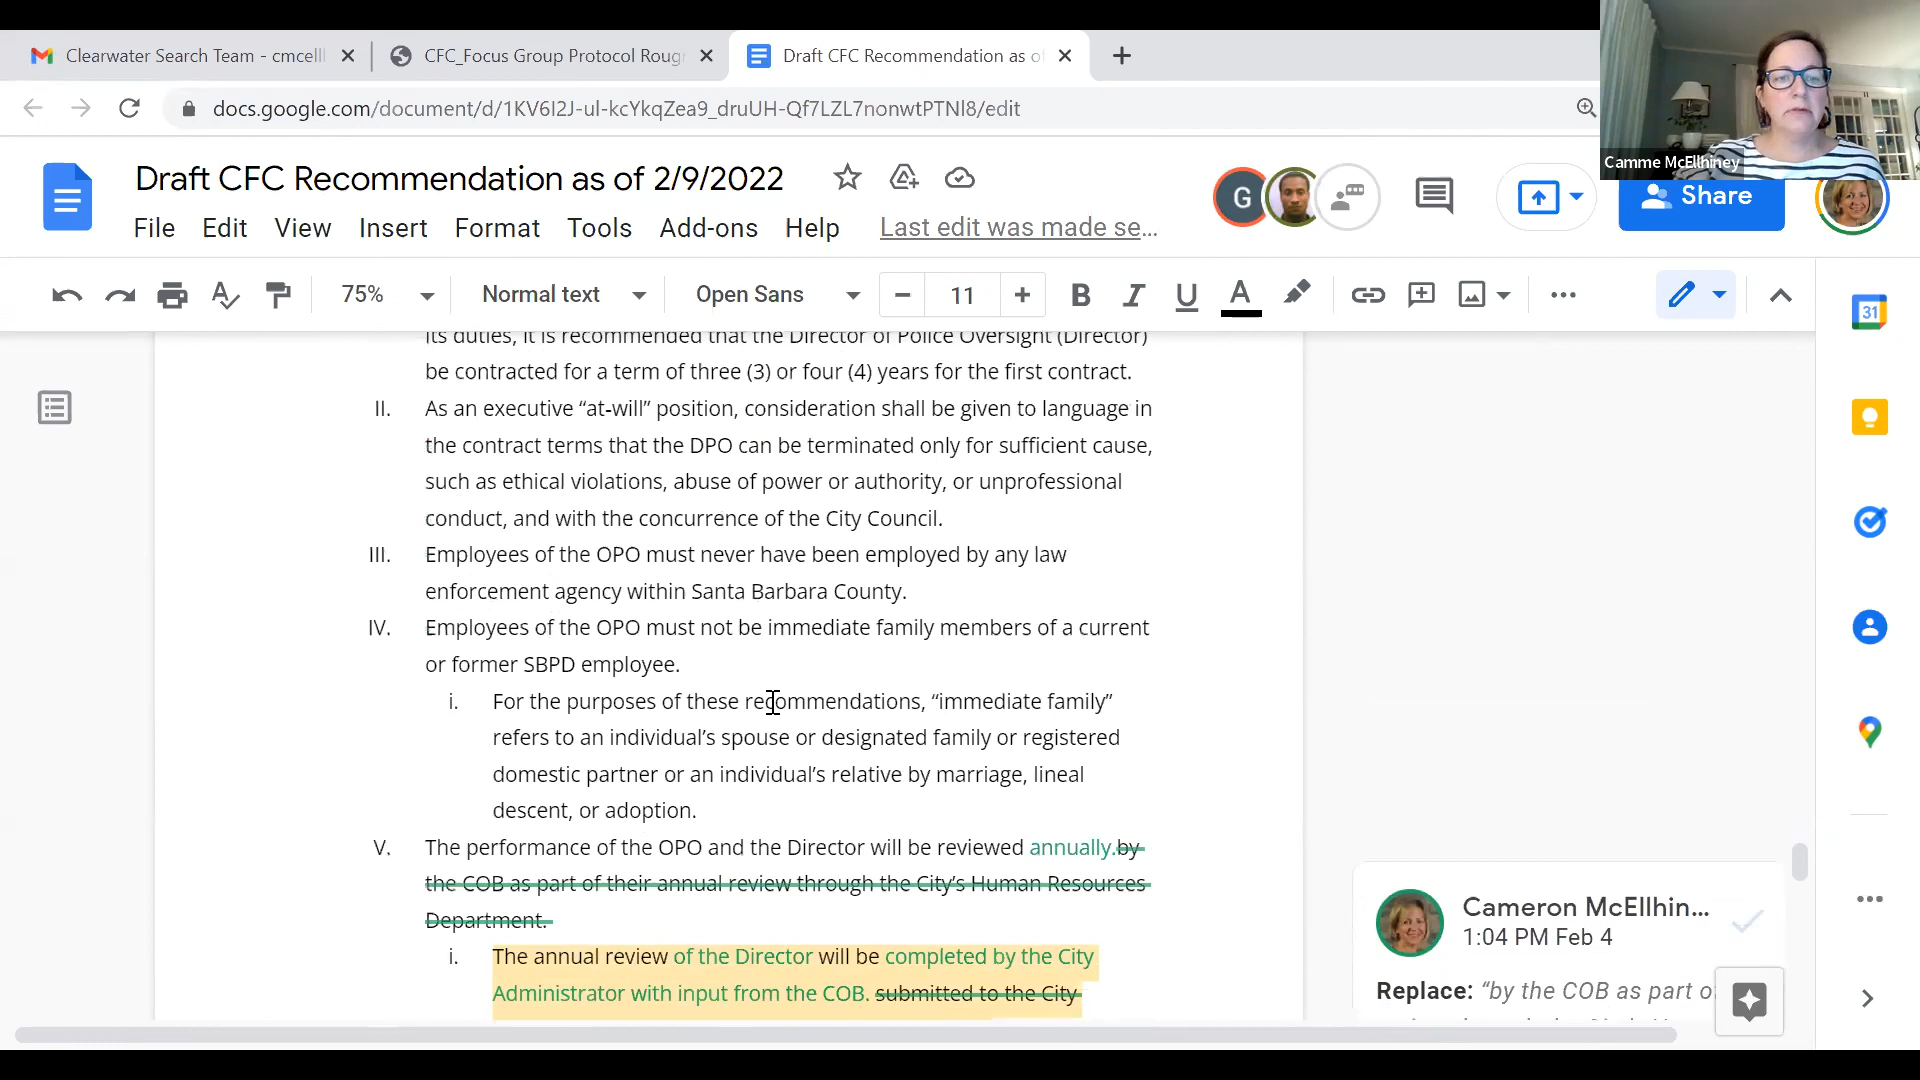 Clearwater Search Team - cmcelll
CFC_Focus Group Protocol Roug
Draft CFC Recommendation as of
docs.google.com/document/d/1KV6I2J-ul-kcYkqZea9_druUH-Qf7LZL7nonwtPTNl8/edit
Camme McEllhiney
Draft CFC Recommendation as of 2/9/2022
G
Share
File Edit View Insert Format Tools Add-ons Help Last edit was made se...
75% Normal text Open Sans 11 B I U A
31
its duties, it is recommended that the Director of Police Oversight (Director)
be contracted for a term of three (3) or four (4) years for the first contract.
II. As an executive “at-will” position, consideration shall be given to language in
the contract terms that the DPO can be terminated only for sufficient cause,
such as ethical violations, abuse of power or authority, or unprofessional
conduct, and with the concurrence of the City Council.
III. Employees of the OPO must never have been employed by any law
enforcement agency within Santa Barbara County.
IV. Employees of the OPO must not be immediate family members of a current
or former SBPD employee.
i. For the purposes of these recommendations, “immediate family”
refers to an individual’s spouse or designated family or registered
domestic partner or an individual’s relative by marriage, lineal
descent, or adoption.
V. The performance of the OPO and the Director will be reviewed annually.by
the COB as part of their annual review through the City’s Human Resources
Department.
i. The annual review of the Director will be completed by the City
Administrator with input from the COB. submitted to the City
Cameron McEllhin...
1:04 PM Feb 4
Replace: “by the COB as part o